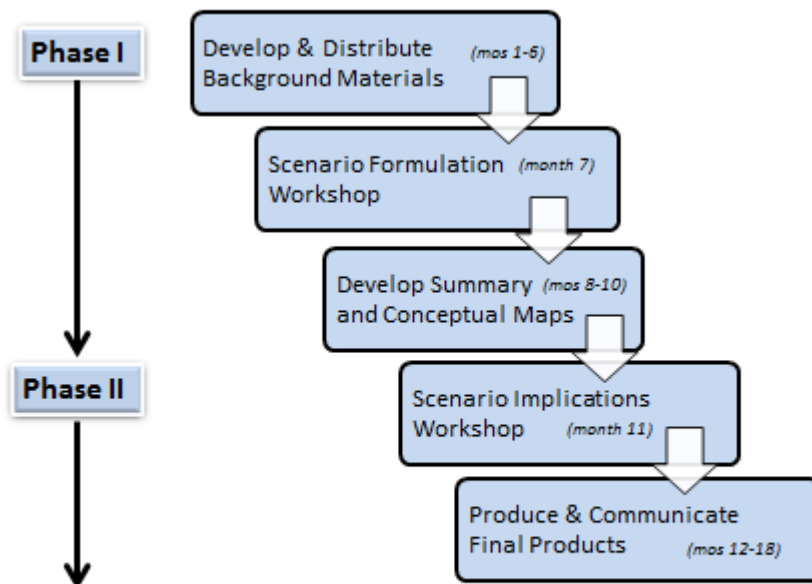 Phase I
Develop & Distribute (mos 1-6)
Background Materials
Scenario Formulation (month 7)
Workshop
Develop Summary (mos 8-10)
and Conceptual Maps
Phase II
Scenario Implications
Workshop (month 11)
Produce & Communicate
Final Products (mos 12-18)